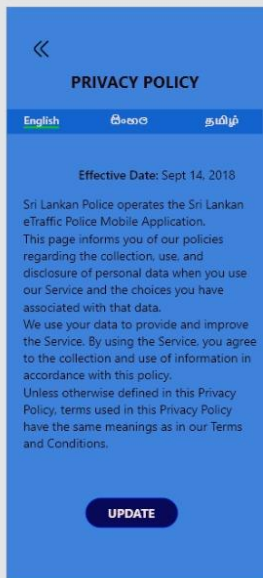 PRIVACY POLICY
English සිංහල தமிழ்
Effective Date: Sept 14, 2018
Sri Lankan Police operates the Sri Lankan
eTraffic Police Mobile Application.
This page informs you of our policies
regarding the collection, use, and
disclosure of personal data when you use
our Service and the choices you have
associated with that data.
We use your data to provide and improve
the Service. By using the Service, you agree
to the collection and use of information in
accordance with this policy.
Unless otherwise defined in this Privacy
Policy, terms used in this Privacy Policy
have the same meanings as in our Terms
and Conditions.
UPDATE